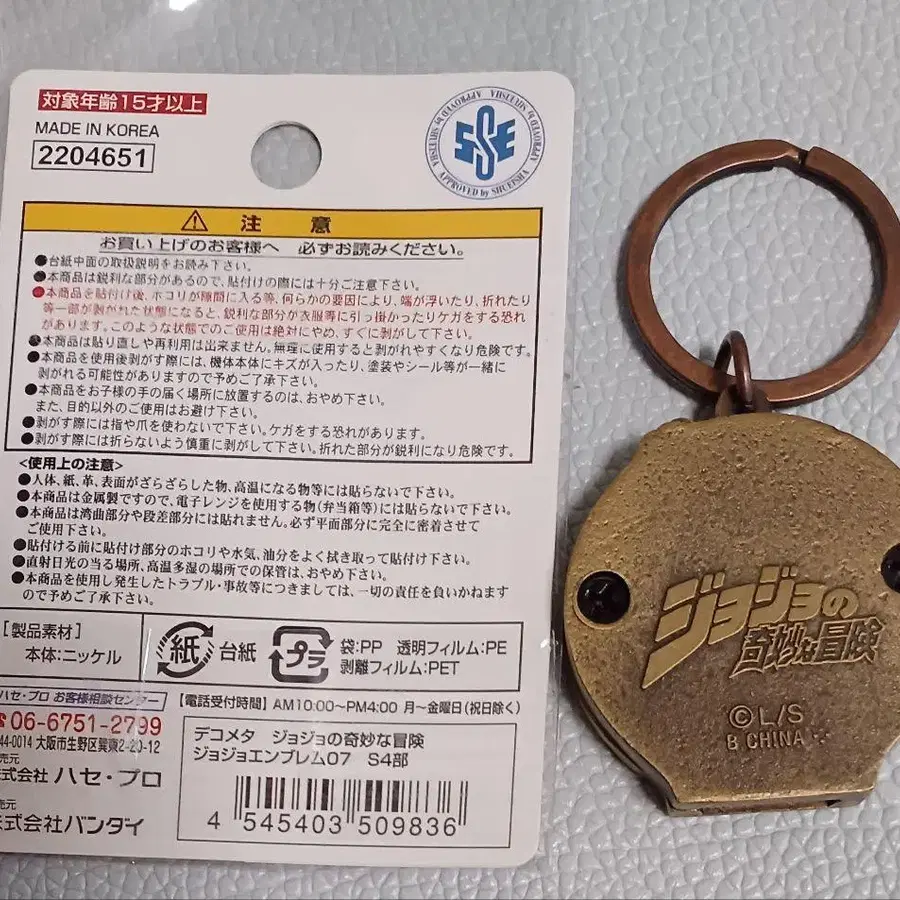 対象年齢15才以上
MADE IN KOREA
2204651
APPROVED by SHUEISHA APPROVED by SHUEISHA
SSE
注 意
お買い上げのお客様へ 必ずお読みください。
●台紙中面の取扱説明をお読み下さい。
●本商品は鋭利な部分があるので、貼付けの際には十分ご注意下さい。
●本商品を貼付け後、ホコリが隙間に入る等、何らかの要因により、端が浮いたり、折れたり
等一部が剥がれた状態になると、鋭利な部分が衣服等に引っ掛かったりケガをする恐れ
があります。このような状態でのご使用は絶対にやめ、すぐに剥がして下さい。
●本商品は貼り直しや再利用は出来ません。無理に使用すると剥がれやすくなり危険です。
●本商品を使用後剥がす際には、機体本体にキズが入ったり、塗装やシール等が一緒に
剥がれる可能性がありますので予めご了承下さい。
●本商品をお子様の手の届く場所に放置するのは、おやめ下さい。
また、目的以外のご使用はお避け下さい。
●剥がす際には指や爪を使わないで下さい。ケガをする恐れがあります。
●剥がす際には折らないよう慎重に剥がして下さい。折れた部分が鋭利になり危険です。
<使用上の注意>
●人体、紙、革、表面がざらざらした物、高温になる物等には貼らないで下さい。
●本商品は金属製ですので、電子レンジを使用する物(弁当箱等)には貼らないで下さい。
●本商品は湾曲部分や段差部分には貼れません。必ず平面部分に完全に密着させて
ご使用下さい。
●貼付ける前に貼付け部分のホコリや水気、油分をよく拭き取って貼付け下さい。
●直射日光の当る場所、高温多湿の場所での保管は、おやめ下さい。
●本商品を使用し発生したトラブル・事故等につきましては、一切の責任を負いかねます
ので予めご了承下さい。
[製品素材]
本体:ニッケル
紙 台紙
プラ
袋:PP 透明フィルム:PE
剥離フィルム:PET
ハセ・プロ お客様相談センター
【電話受付時間】AM10:00〜PM4:00 月〜金曜日(祝日除く)
06-6751-2799
44-0014 大阪市生野区巽東2-20-12
売元
式会社 ハセ・プロ
売元
式会社バンダイ
デコメタ ジョジョの奇妙な冒険
ジョジョエンブレム07 S4部
4 545403 509836
ジョジョの
奇妙な冒険
©L/S
B CHINA